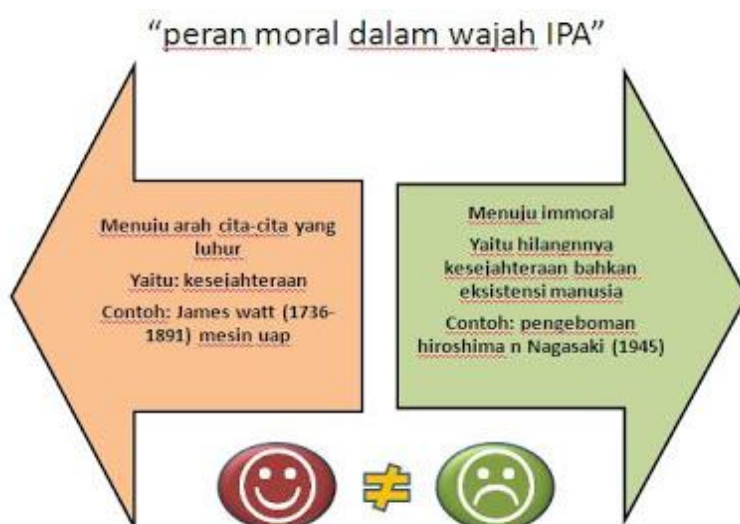 “peran moral dalam wajah IPA”
Menuju arah cita-cita yang
luhur
Yaitu: kesejahteraan
Contoh: James watt (1736-
1891) mesin uap
Menuju immoral
Yaitu hilangnnya
kesejahteraan bahkan
eksistensi manusia
Contoh: pengeboman
hiroshima n Nagasaki (1945)
≠